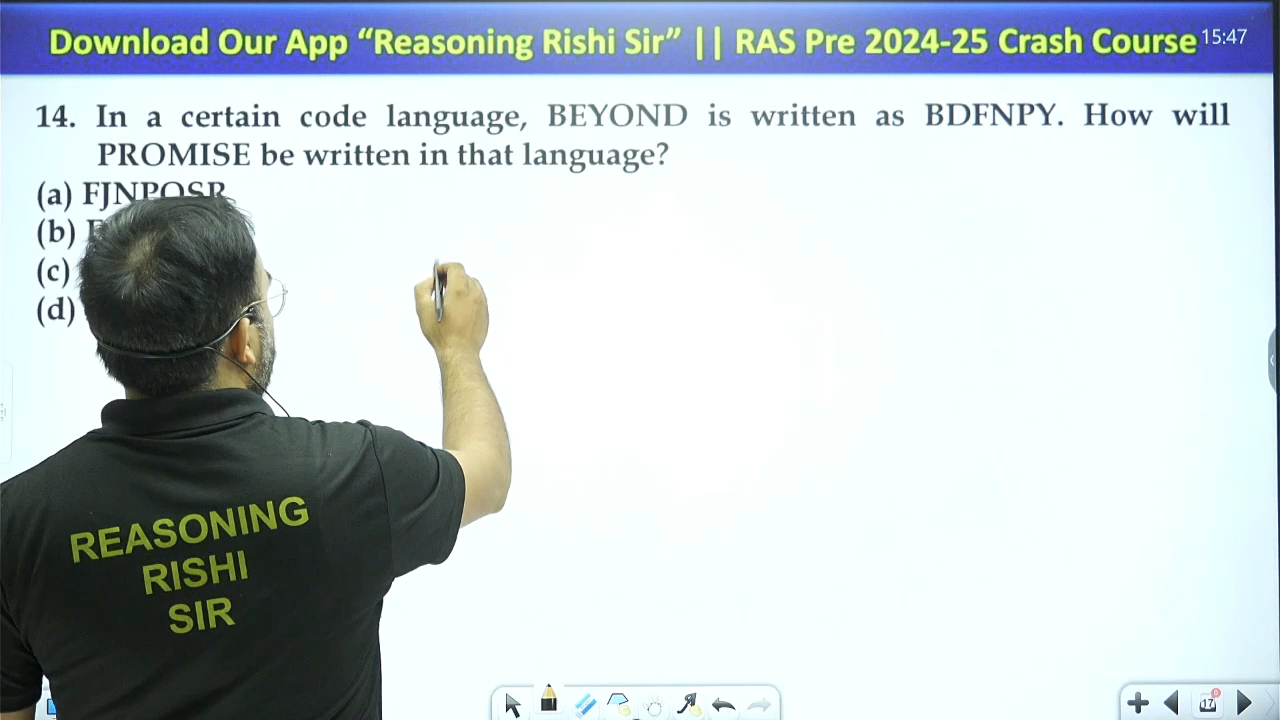 Download Our App “Reasoning Rishi Sir” || RAS Pre 2024-25 Crash Course 15:47
14. In a certain code language, BEYOND is written as BDFNPY. How will
PROMISE be written in that language?
(a) FJNPOSR
(b)
(c)
(d)
REASONING
RISHI
SIR
17